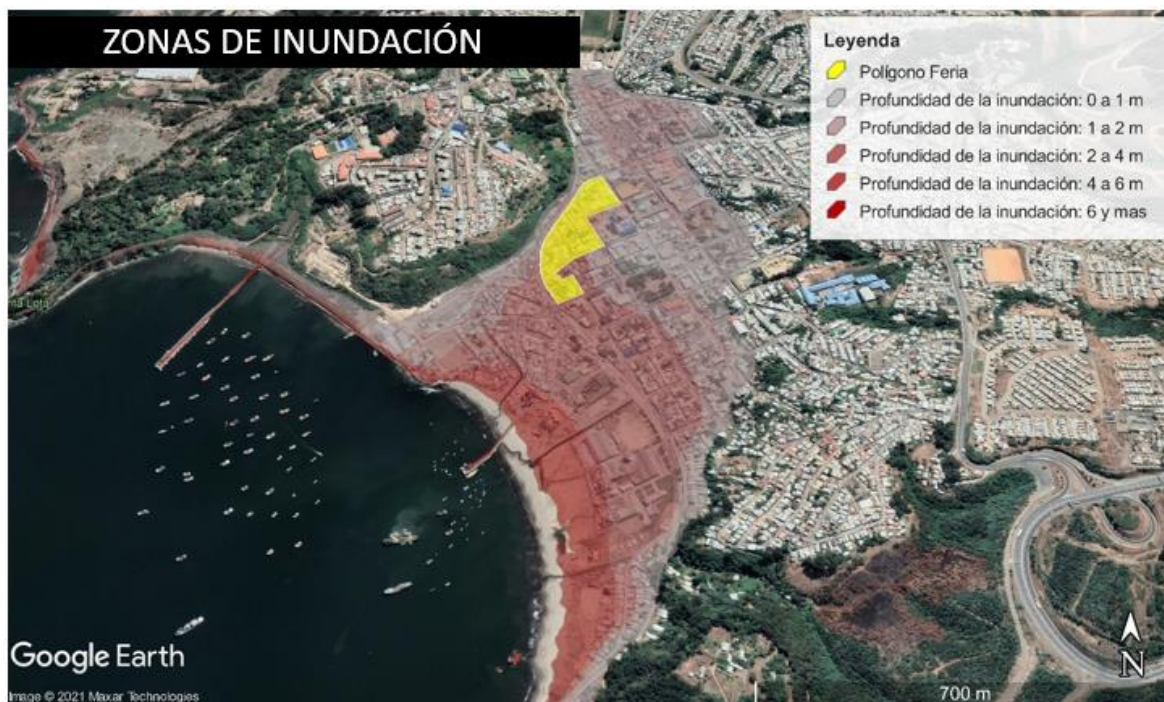 ZONAS DE INUNDACIÓN
Leyenda
Polígono Feria
Profundidad de la inundación: 0 a 1 m
Profundidad de la inundación: 1 a 2 m
Profundidad de la inundación: 2 a 4 m
Profundidad de la inundación: 4 a 6 m
Profundidad de la inundación: 6 y mas
Lota
Google Earth
Image © 2021 Maxar Technologies
700 m
N